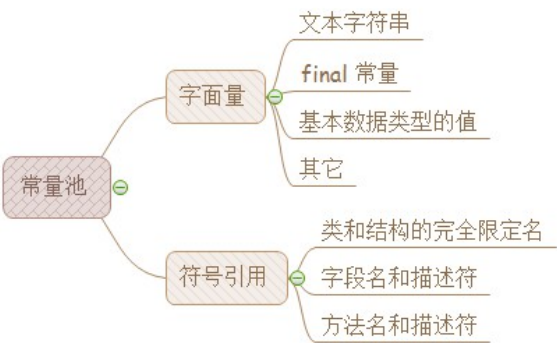 常量池
字面量
文本字符串
final 常量
基本数据类型的值
其它
符号引用
类和结构的完全限定名
字段名和描述符
方法名和描述符